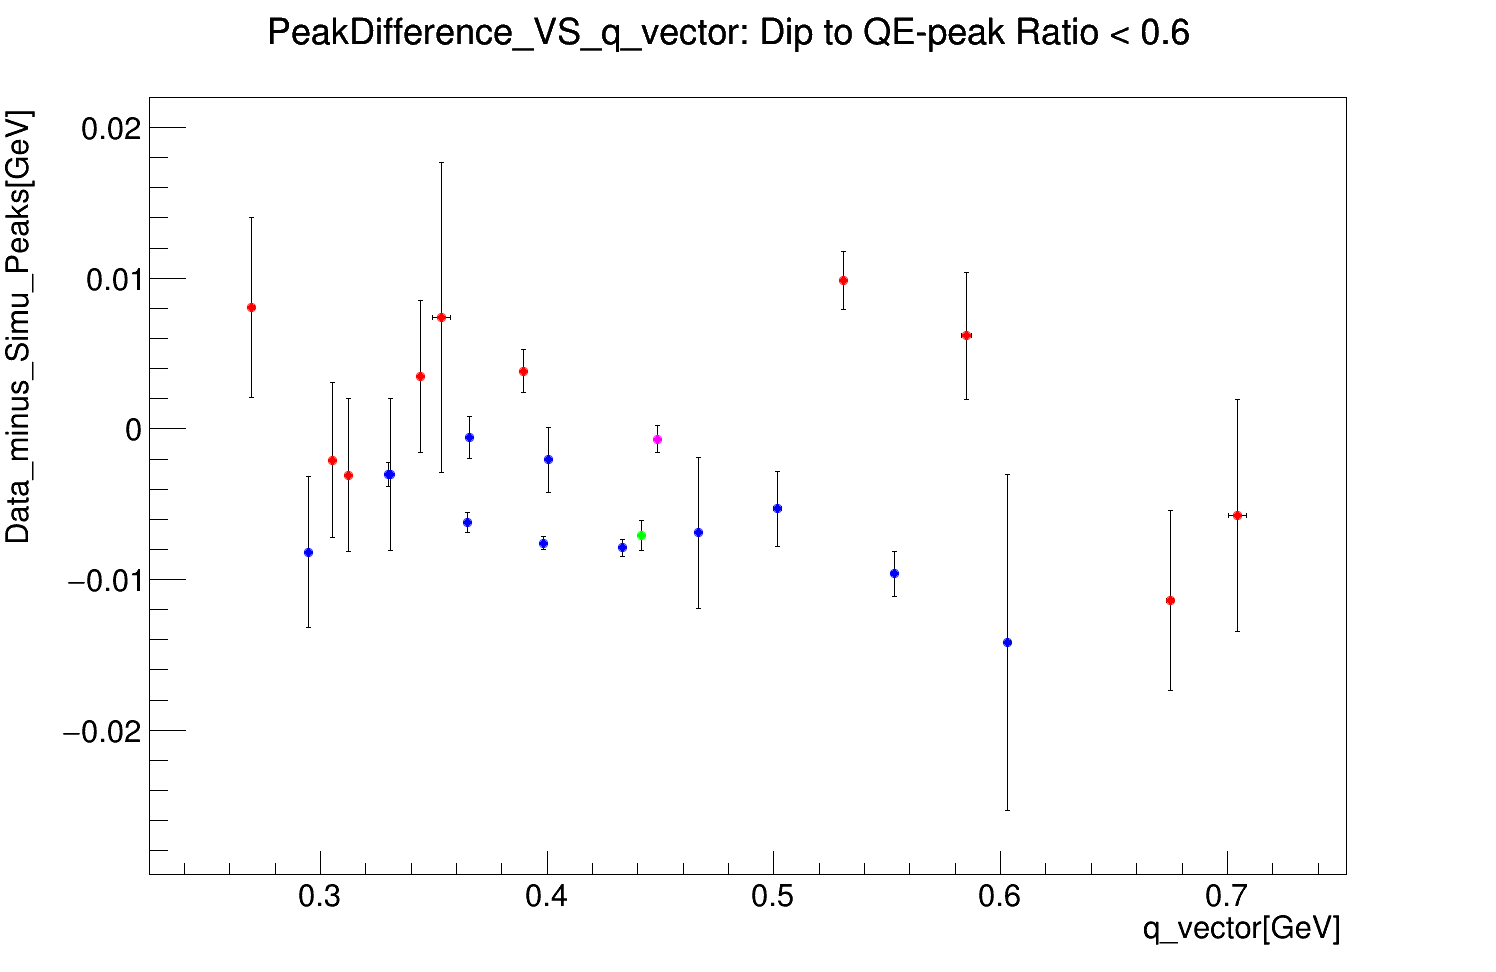 PeakDifference_VS_q_vector: Dip to QE-peak Ratio < 0.6
Data_minus_Simu_Peaks[GeV]
0.02
0.01
0
−0.01
−0.02
0.3 0.4 0.5 0.6 0.7
q_vector[GeV]